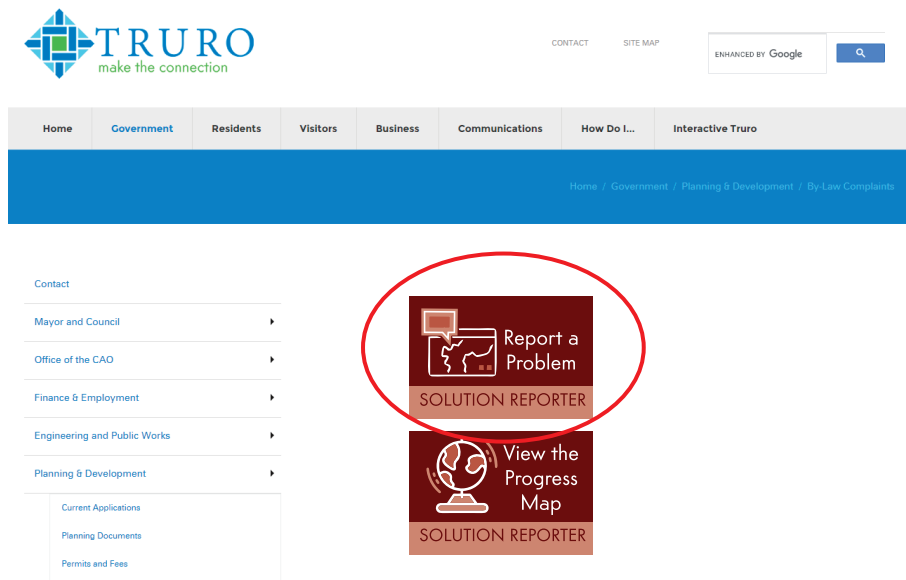 TRURO
make the connection
CONTACT SITE MAP
ENHANCED BY Google
Home Government Residents Visitors Business Communications How Do I... Interactive Truro
Home / Government / Planning & Development / By-Law Complaints
Contact
Mayor and Council
Office of the CAO
Finance & Employment
Engineering and Public Works
Planning & Development
Current Applications
Planning Documents
Permits and Fees
Report a
Problem
SOLUTION REPORTER
View the
Progress
Map
SOLUTION REPORTER